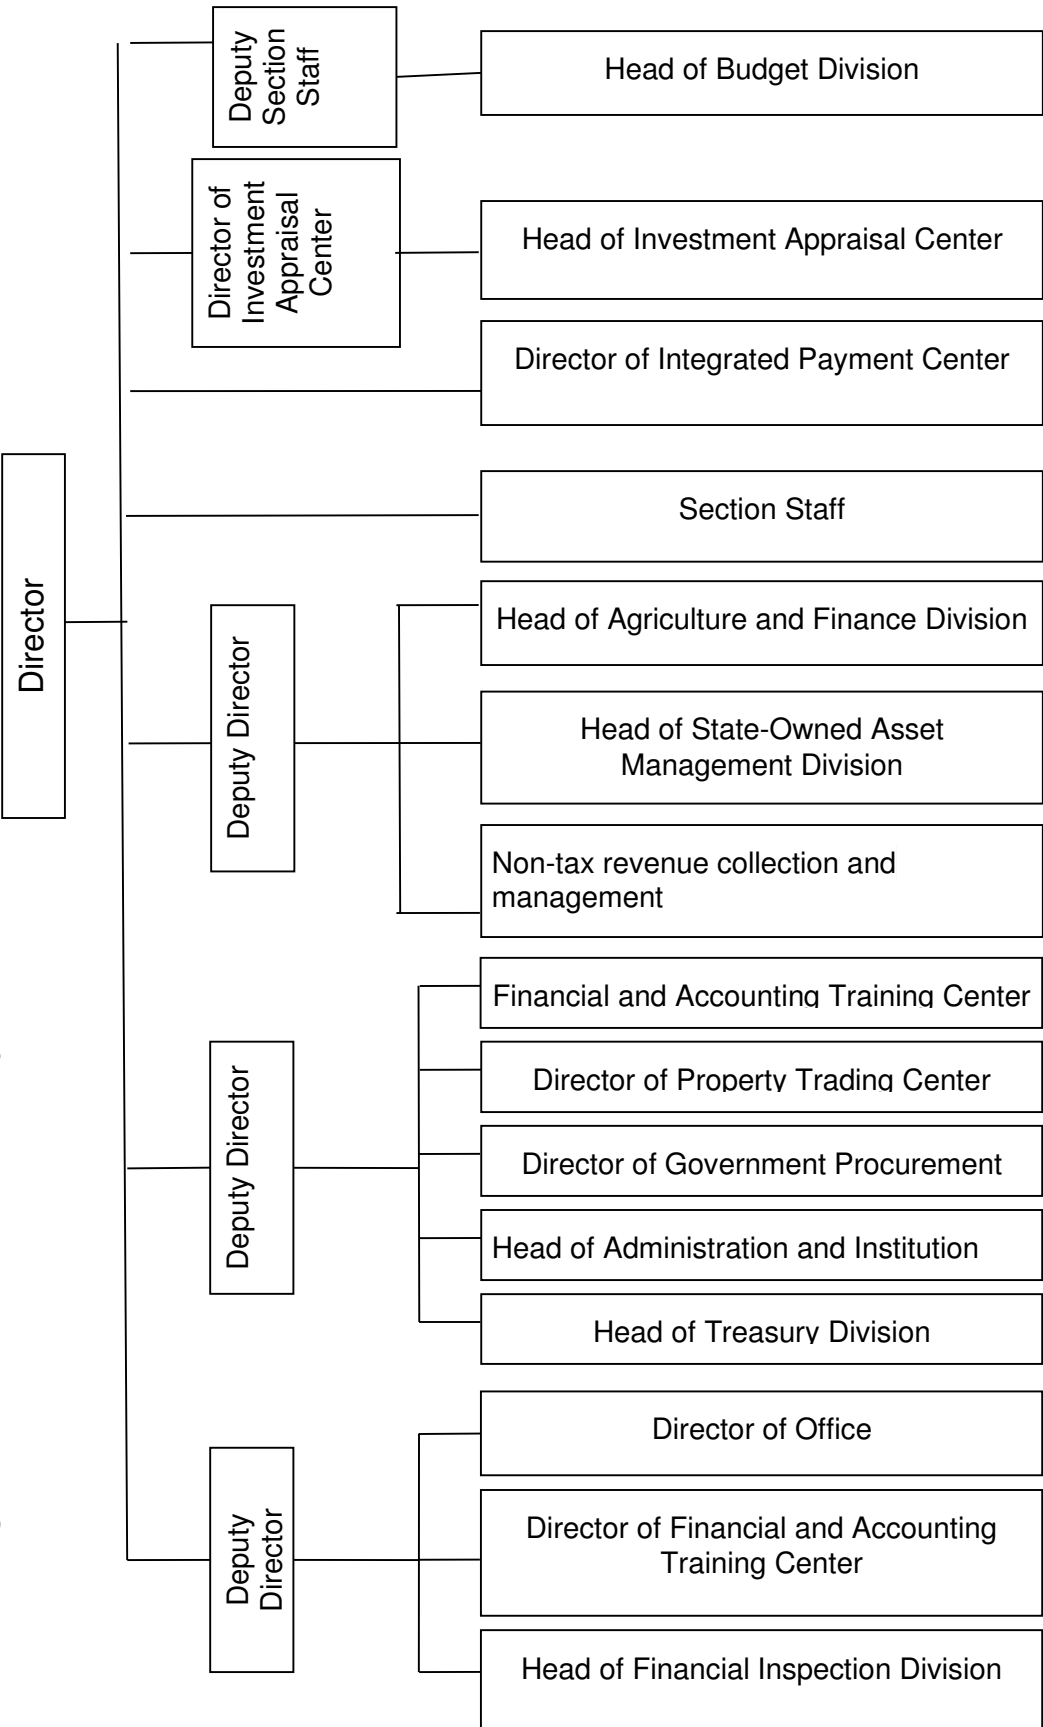 Director
Deputy
Section
Staff
Head of Budget Division
Director of
Investment
Appraisal
Center
Head of Investment Appraisal Center
Director of Integrated Payment Center
Section Staff
Deputy Director
Head of Agriculture and Finance Division
Head of State-Owned Asset
Management Division
Non-tax revenue collection and
management
Deputy Director
Financial and Accounting Training Center
Director of Property Trading Center
Director of Government Procurement
Head of Administration and Institution
Head of Treasury Division
Deputy
Director
Director of Office
Director of Financial and Accounting
Training Center
Head of Financial Inspection Division